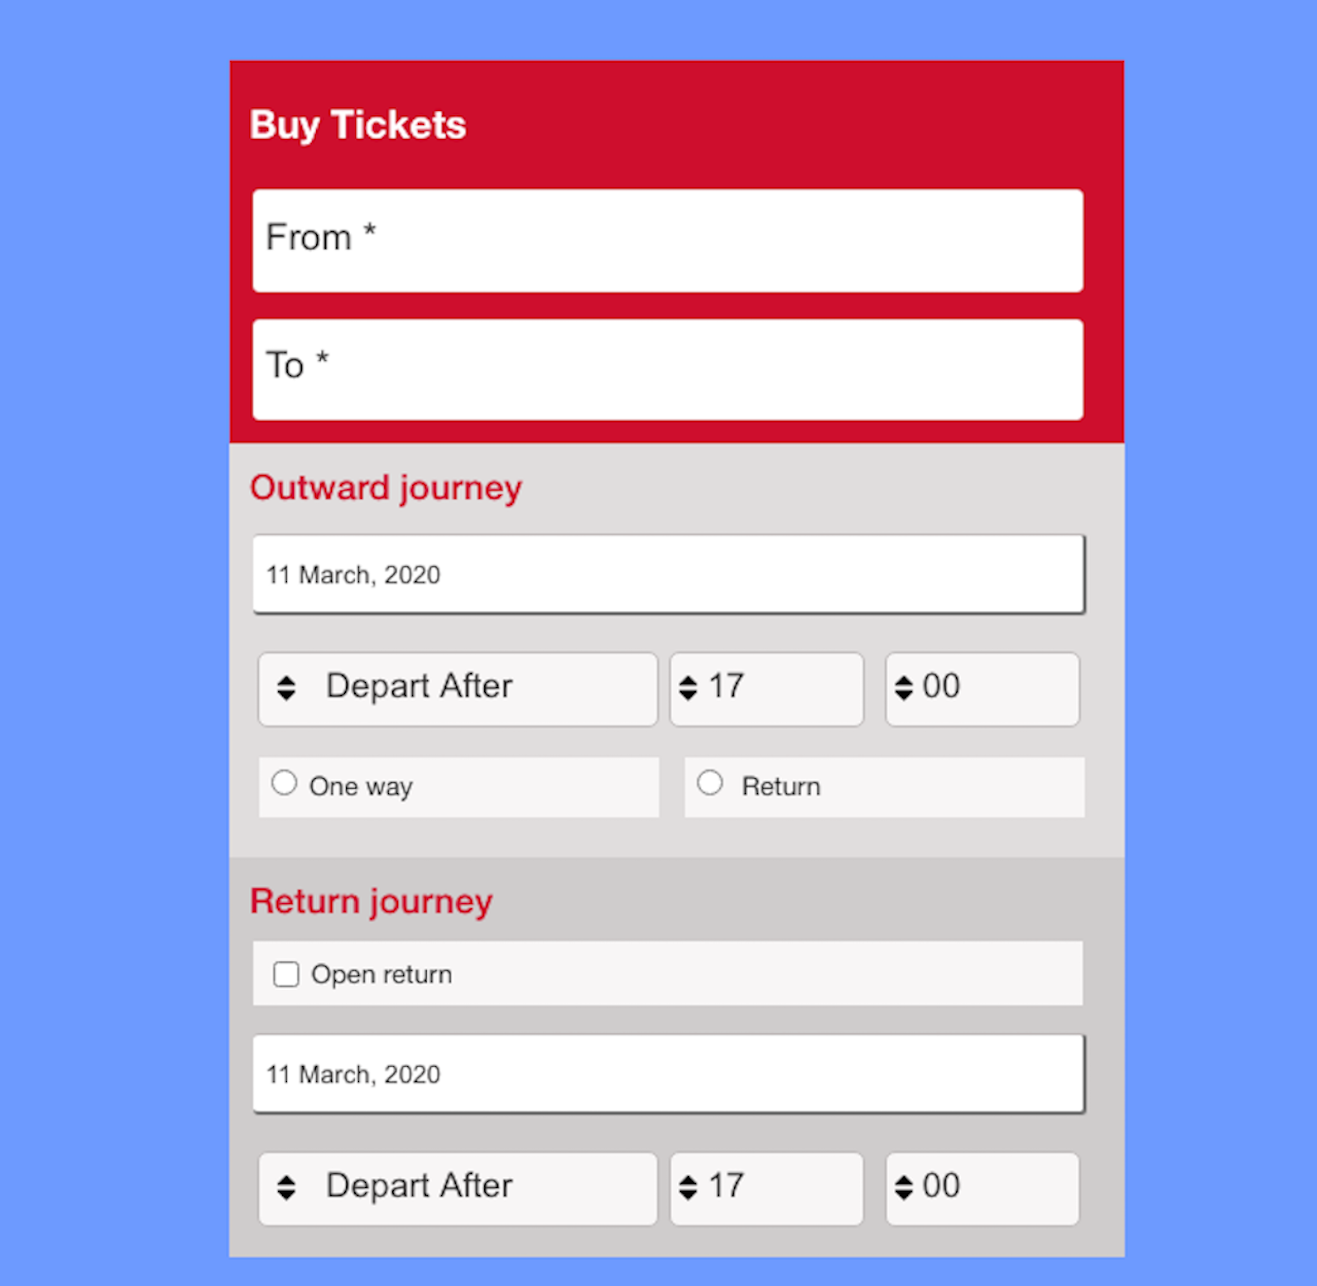 Buy Tickets
From *
To *
Outward journey
11 March, 2020
Depart After 17 00
One way Return
Return journey
Open return
11 March, 2020
Depart After 17 00